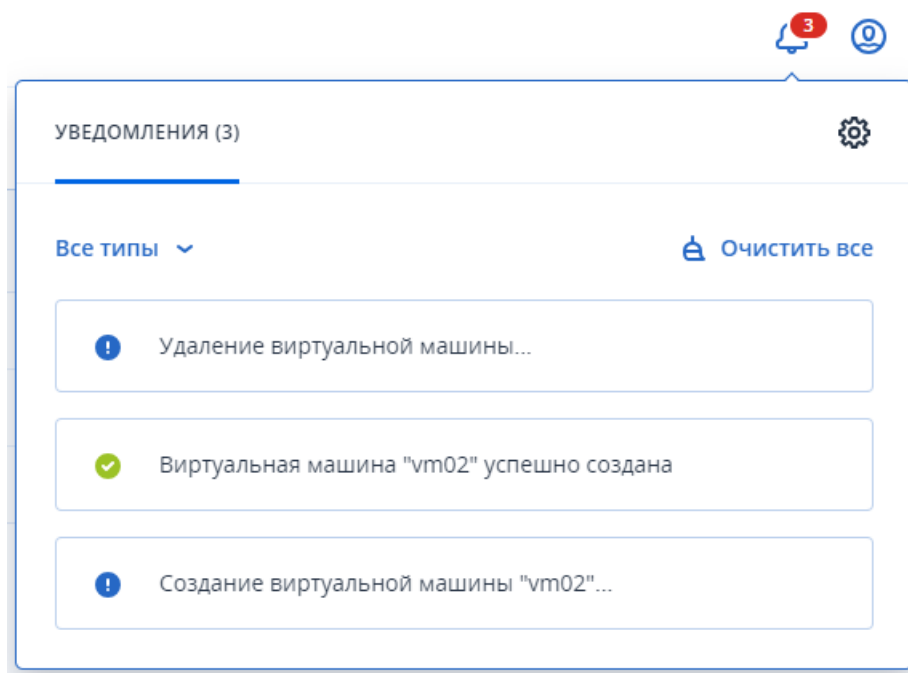 3
УВЕДОМЛЕНИЯ (3)
Все типы Очистить все
Удаление виртуальной машины...
Виртуальная машина "vm02" успешно создана
Создание виртуальной машины "vm02"...